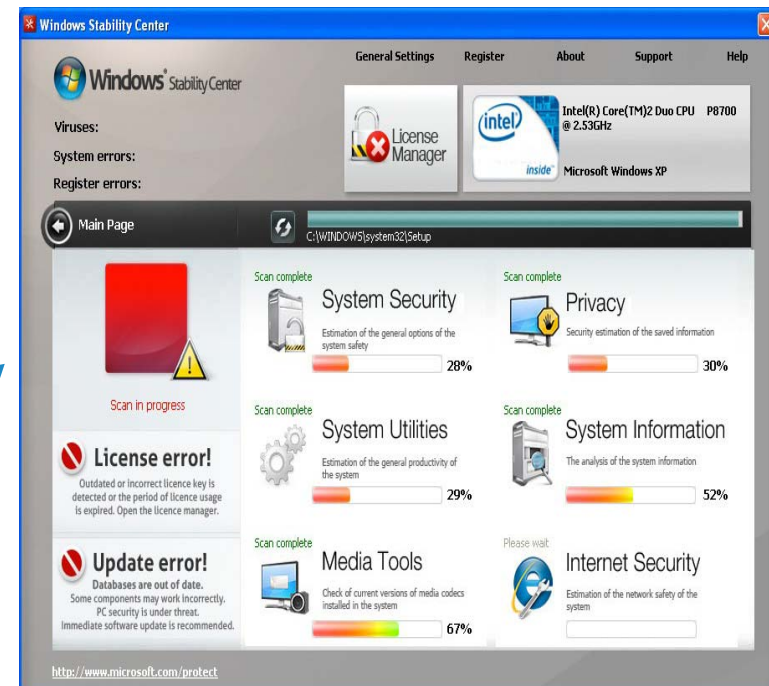 Windows Stability Center
General Settings Register About Support Help
Windows® Stability Center
Viruses:
System errors:
Register errors:
License
Manager
intel
inside™
Intel(R) Core(TM)2 Duo CPU P8700
@ 2.53GHz
Microsoft Windows XP
Main Page
C:\WINDOWS\system32\Setup
Scan in progress
License error!
Outdated or incorrect licence key is
detected or the period of licence usage
is expired. Open the licence manager.
Update error!
Databases are out of date.
Some components may work incorrectly.
PC security is under threat.
Immediate software update is recommended.
Scan complete
System Security
Estimation of the general options of the
system safety
28%
Scan complete
Privacy
Security estimation of the saved information
30%
Scan complete
System Utilities
Estimation of the general productivity of
the system
29%
Scan complete
System Information
The analysis of the system information
52%
Scan complete
Media Tools
Check of current versions of media codecs
installed in the system
67%
Please wait
Internet Security
Estimation of the network safety of the
system
http://www.microsoft.com/protect